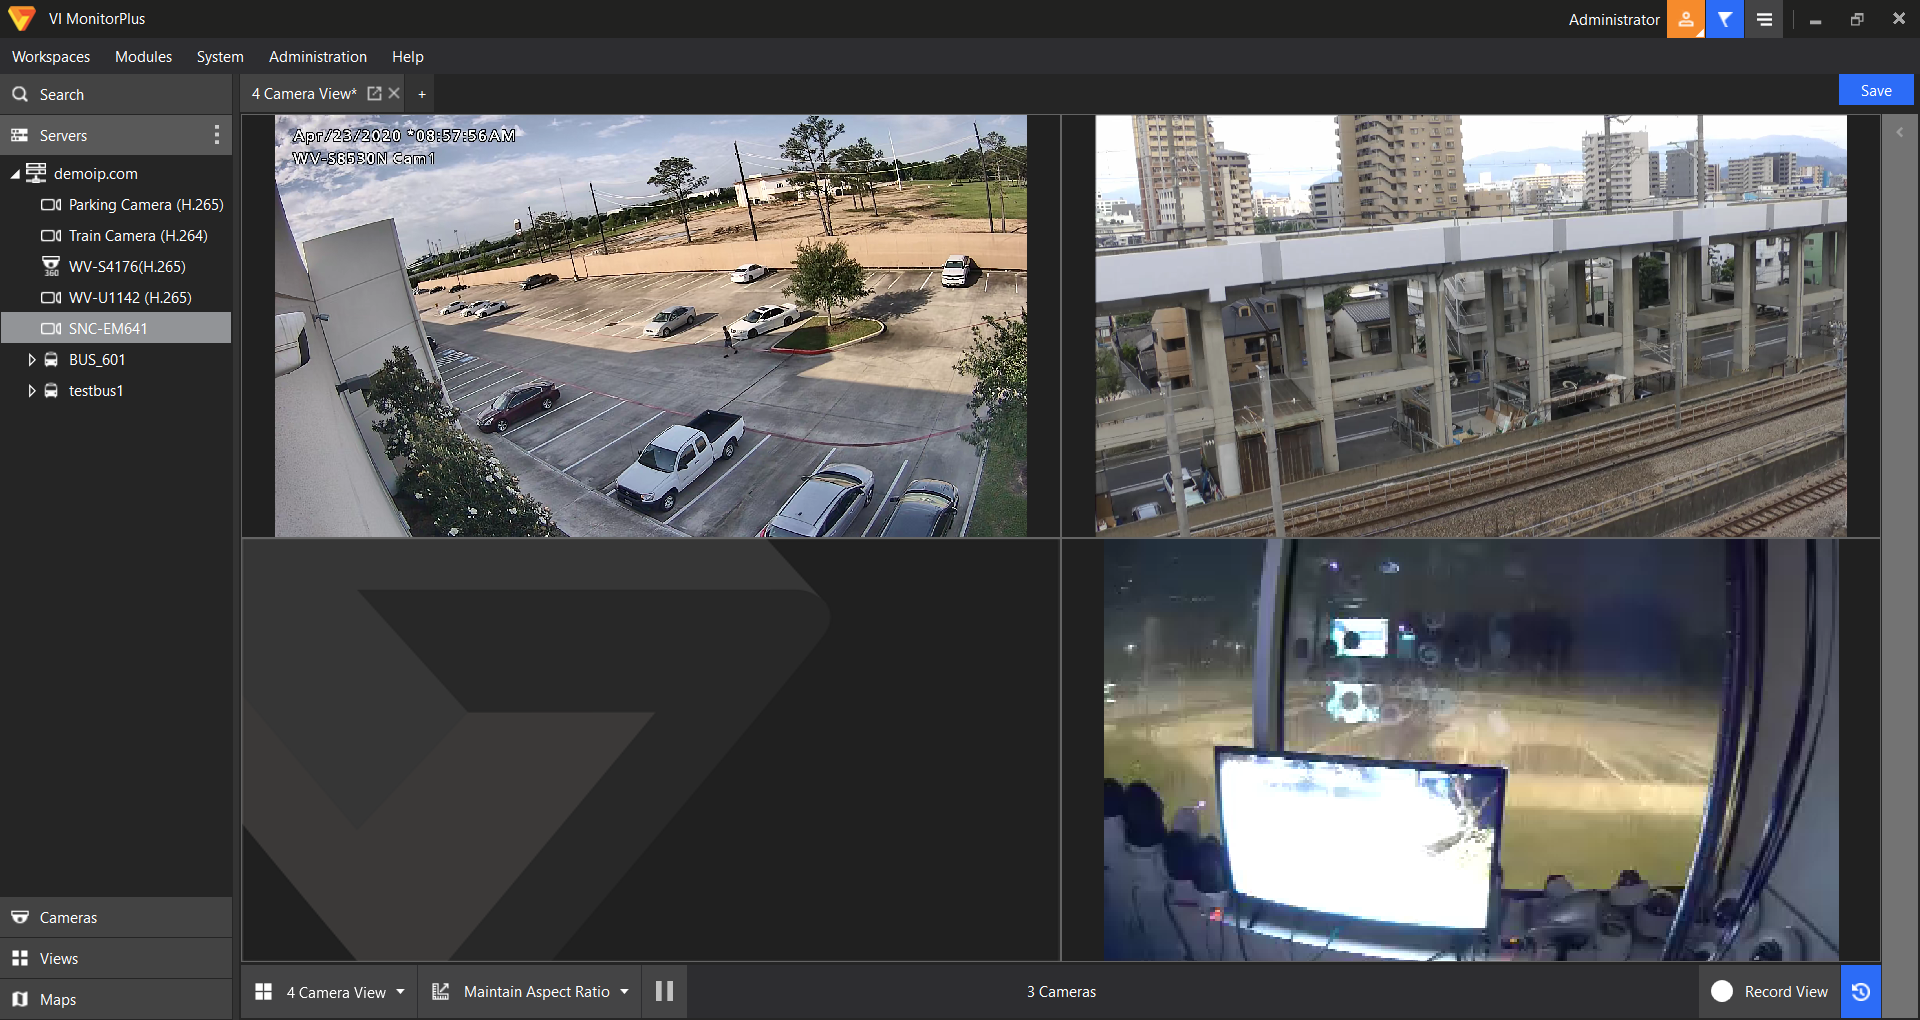 VI MonitorPlus
Administrator
Workspaces Modules System Administration Help
Search
4 Camera View*
+
Save
Servers
demoip.com
Parking Camera (H.265)
Train Camera (H.264)
360
WV-S4176(H.265)
WV-U1142 (H.265)
SNC-EM641
BUS_601
testbus1
Apr/23/2020 *08:57:56AM
WV-S8530N Cam1
Cameras
Views
Maps
4 Camera View
Maintain Aspect Ratio
3 Cameras
Record View